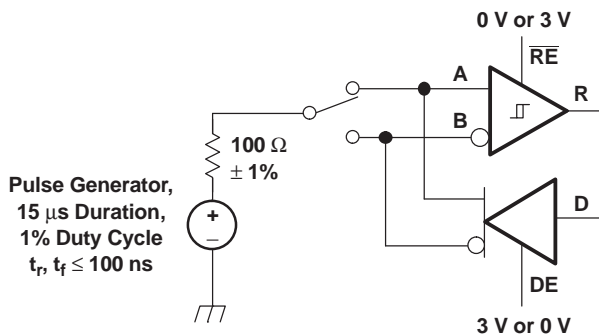 0 V or 3 V
RE
A
R
B
100 Ω
± 1%
Pulse Generator,
15 μs Duration,
1% Duty Cycle
tr, tf ≤ 100 ns
+
–
D
DE
3 V or 0 V